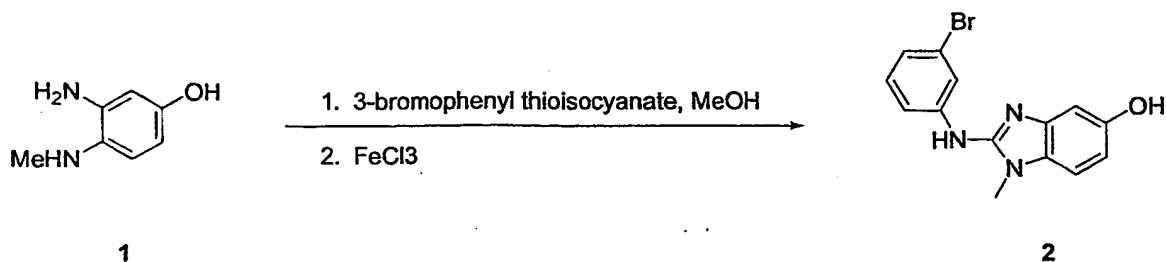 Br
H2N
OH
MeHN
1. 3-bromophenyl thioisocyanate, MeOH
2. FeCl3
N
OH
HN
N
1
2